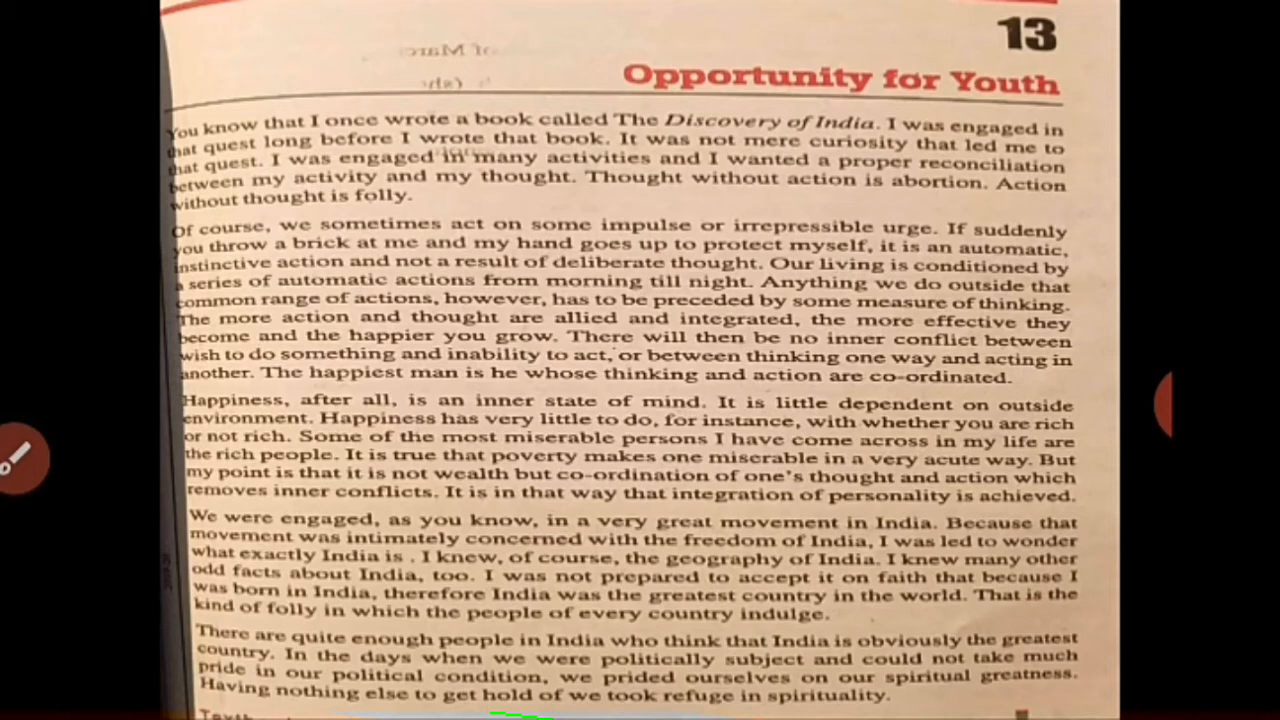 13
Opportunity for Youth
You know that I once wrote a book called The Discovery of India. I was engaged in
that quest long before I wrote that book. It was not mere curiosity that led me to
that quest. I was engaged in many activities and I wanted a proper reconciliation
between my activity and my thought. Thought without action is abortion. Action
without thought is folly.
Of course, we sometimes act on some impulse or irrepressible urge. If suddenly
you throw a brick at me and my hand goes up to protect myself, it is an automatic,
instinctive action and not a result of deliberate thought. Our living is conditioned by
a series of automatic actions from morning till night. Anything we do outside that
common range of actions, however, has to be preceded by some measure of thinking.
The more action and thought are allied and integrated, the more effective they
become and the happier you grow. There will then be no inner conflict between
wish to do something and inability to act, or between thinking one way and acting in
another. The happiest man is he whose thinking and action are co-ordinated.
Happiness, after all, is an inner state of mind. It is little dependent on outside
environment. Happiness has very little to do, for instance, with whether you are rich
or not rich. Some of the most miserable persons I have come across in my life are
the rich people. It is true that poverty makes one miserable in a very acute way. But
my point is that it is not wealth but co-ordination of one's thought and action which
removes inner conflicts. It is in that way that integration of personality is achieved.
We were engaged, as you know, in a very great movement in India. Because that
movement was intimately concerned with the freedom of India, I was led to wonder
what exactly India is . I knew, of course, the geography of India. I knew many other
odd facts about India, too. I was not prepared to accept it on faith that because I
was born in India, therefore India was the greatest country in the world. That is the
kind of folly in which the people of every country indulge.
There are quite enough people in India who think that India is obviously the greatest
country. In the days when we were politically subject and could not take much
pride in our political condition, we prided ourselves on our spiritual greatness.
Having nothing else to get hold of we took refuge in spirituality.